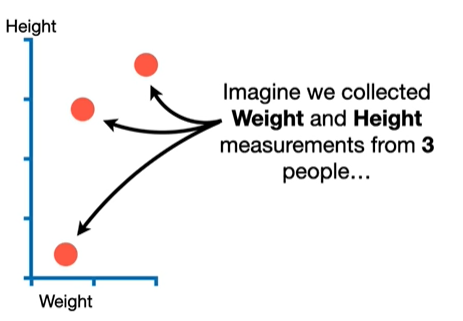 Height
Imagine we collected
Weight and Height
measurements from 3
people...
Weight